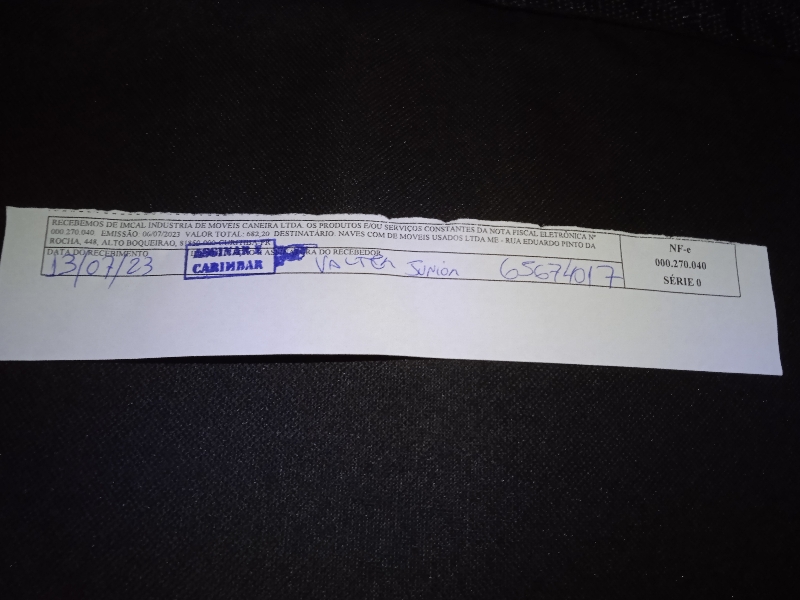 RECEBEMOS DE IMCAL INDUSTRIA DE MOVEIS CANEIRA LTDA. OS PRODUTOS E/OU SERVIÇOS CONSTANTES DA NOTA FISCAL ELETRÔNICA Nº
000.270.040 EMISSÃO: 06/07/2023 VALOR TOTAL: 682,20 DESTINATÁRIO: NAVES COM DE MOVEIS USADOS LTDA ME - RUA EDUARDO PINTO DA
ROCHA, 448, ALTO BOQUEIRAO,
DATA DO RECEBIMENTO
ASSINATURA DO RECEBEDOR
13/07/23
ASSINAR E
CARIMBAR
VALTER JUNIOR 65674017
NF-e
000.270.040
SÉRIE 0